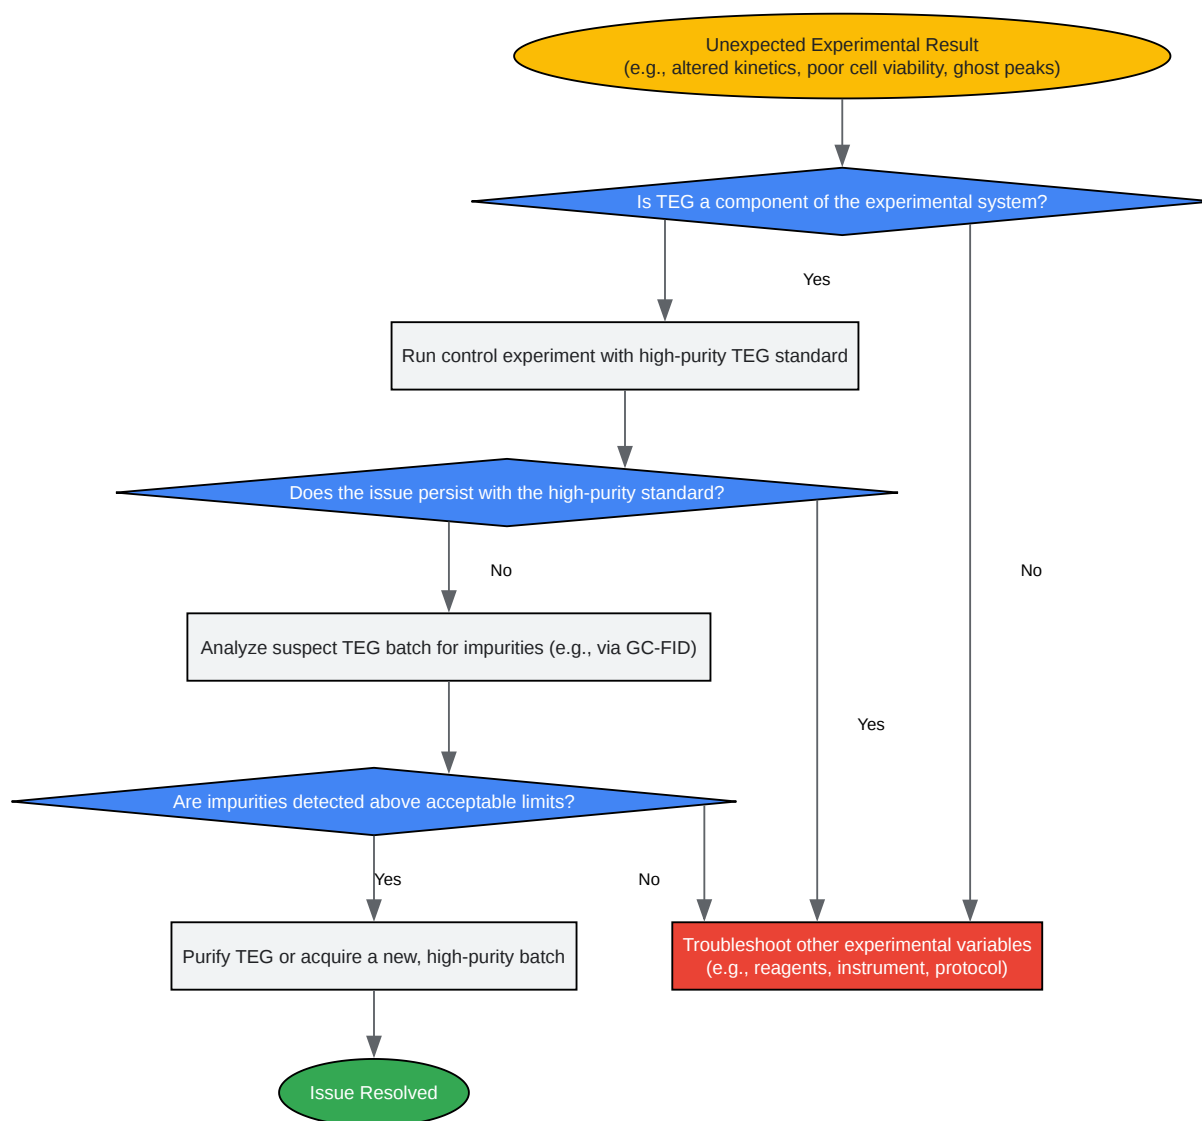 Unexpected Experimental Result
(e.g., altered kinetics, poor cell viability, ghost peaks)
Is TEG a component of the experimental system?
Yes
Run control experiment with high-purity TEG standard
Does the issue persist with the high-purity standard?
No
No
Analyze suspect TEG batch for impurities (e.g., via GC-FID)
Yes
Are impurities detected above acceptable limits?
Yes
No
Purify TEG or acquire a new, high-purity batch
Troubleshoot other experimental variables
(e.g., reagents, instrument, protocol)
Issue Resolved